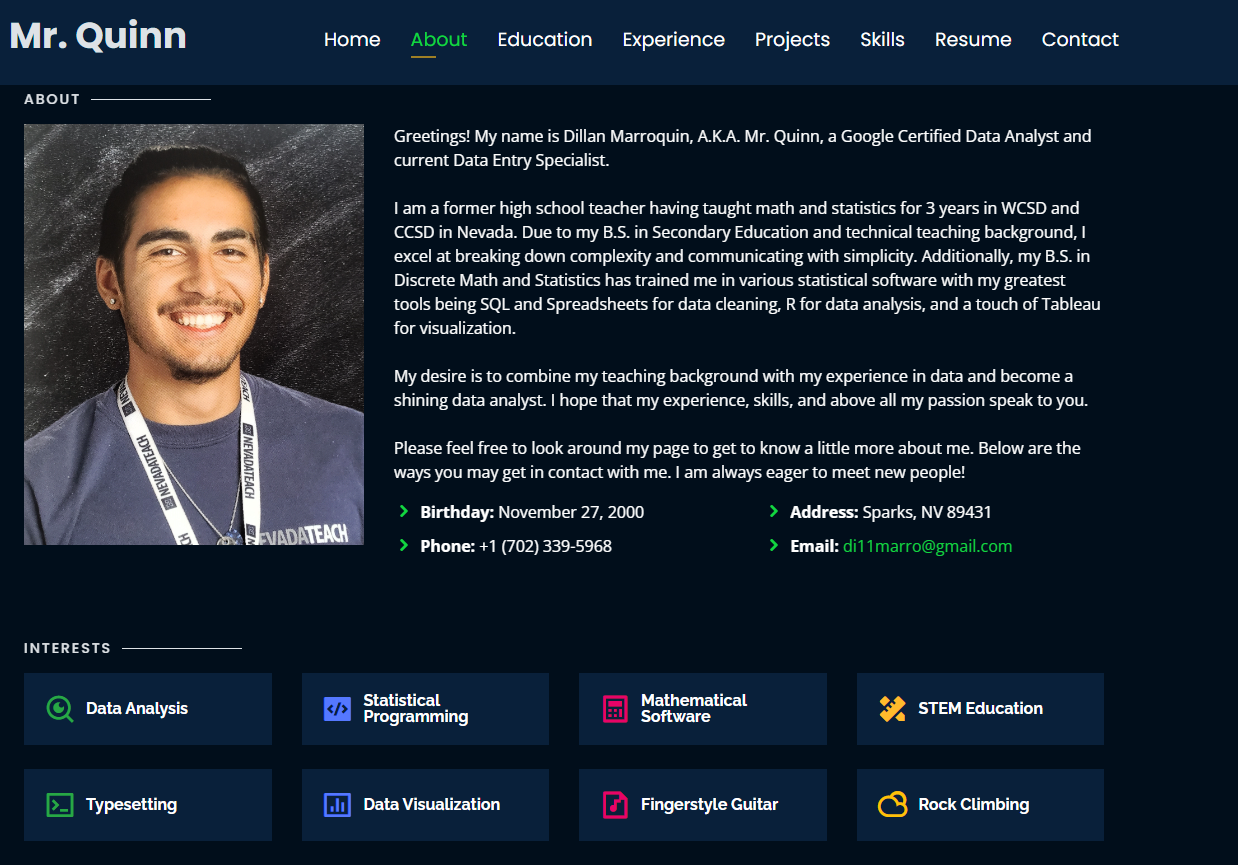 Mr. Quinn
Home About Education Experience Projects Skills Resume Contact
ABOUT
Greetings! My name is Dillan Marroquin, A.K.A. Mr. Quinn, a Google Certified Data Analyst and
current Data Entry Specialist.
I am a former high school teacher having taught math and statistics for 3 years in WCSD and
CCSD in Nevada. Due to my B.S. in Secondary Education and technical teaching background, I
excel at breaking down complexity and communicating with simplicity. Additionally, my B.S. in
Discrete Math and Statistics has trained me in various statistical software with my greatest
tools being SQL and Spreadsheets for data cleaning, R for data analysis, and a touch of Tableau
for visualization.
My desire is to combine my teaching background with my experience in data and become a
shining data analyst. I hope that my experience, skills, and above all my passion speak to you.
Please feel free to look around my page to get to know a little more about me. Below are the
ways you may get in contact with me. I am always eager to meet new people!
Birthday: November 27, 2000
Address: Sparks, NV 89431
Phone: +1 (702) 339-5968
Email: di11marro@gmail.com
NEVADATEACH
NEVADATEACH
EVADATEACH
INTERESTS
Data Analysis
Statistical
Programming
Mathematical
Software
STEM Education
Typesetting
Data Visualization
Fingerstyle Guitar
Rock Climbing